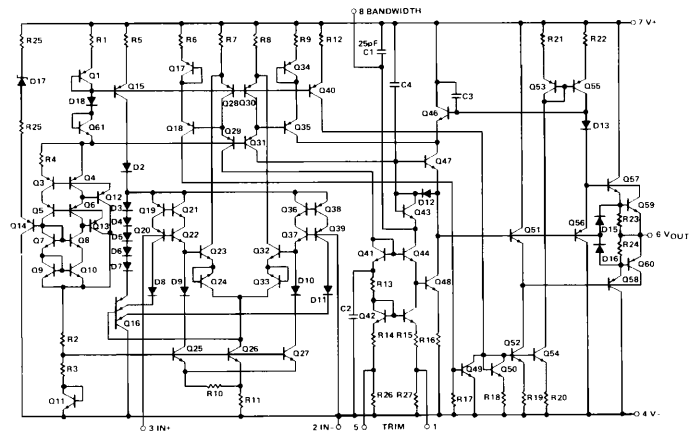 8 BANDWIDTH
7 V+
R25 R1 R5 R6 R7 R8 R9 R12 25pF C1 R21 R22
Q17 Q34 C4
D17 Q1 Q15 Q28 Q30 Q40 Q46 C3 Q53 Q55
D18
R25 Q61 Q18 Q29 Q31 Q35 D13
R4 D2 Q47 Q57
Q3 Q4 Q12 D3 Q19 Q21 Q36 Q38 D12 Q43 Q59
Q5 Q6 D4 R23
Q14 Q13 D5 Q20 Q22 Q37 Q39 Q51 Q56 D15 6 VOUT
Q7 Q8 D6 Q23 Q32 Q41 Q44 D16 R24
Q9 Q10 D7 D8 D9 Q24 Q33 D10 D11 R13 Q48 Q60
Q58
Q16 C2 Q42
R2 R14 R15 R16
R3 Q25 Q26 Q27 Q49 Q50 Q52 Q54
Q11 R10 R11 R26 R27 R17 R18 R19 R20
4 V-
3 IN+ 2 IN- 5 TRIM 1